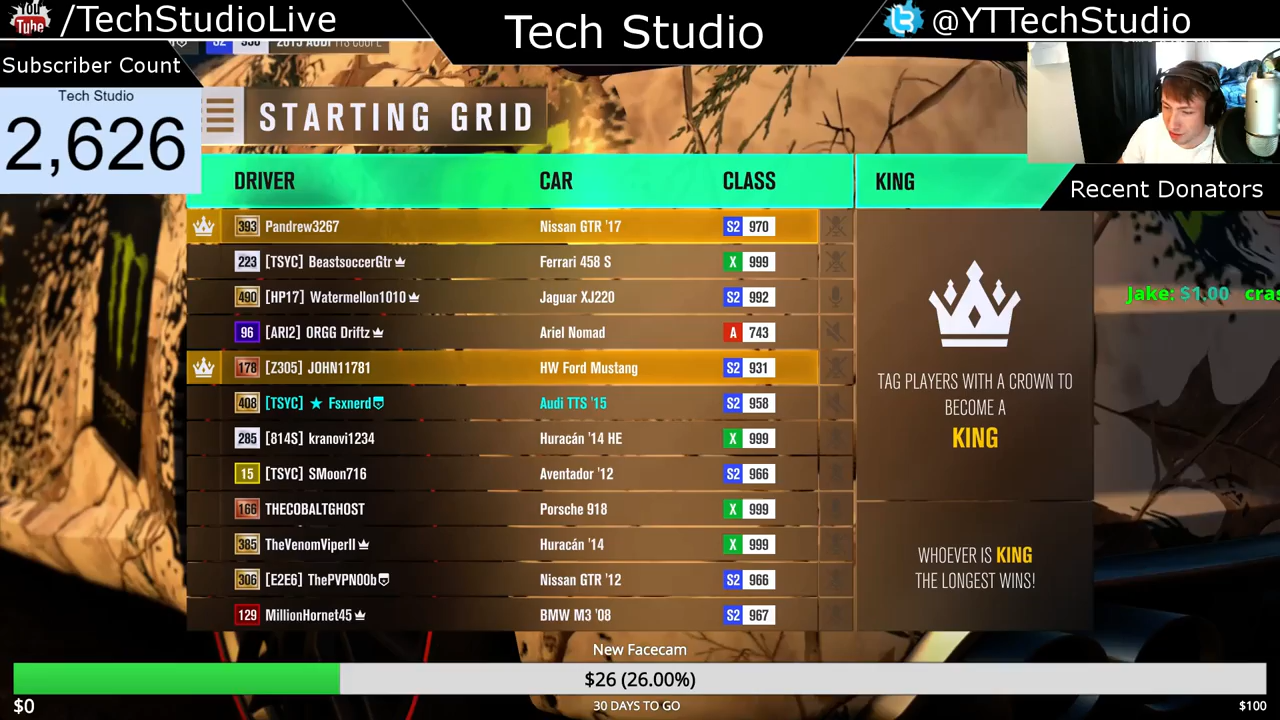 You Tube /TechStudioLive
Tech Studio
@YTTechStudio
Subscriber Count
Tech Studio
2,626
STARTING GRID
DRIVER CAR CLASS KING
Recent Donators
393 Pandrew3267 Nissan GTR '17 S2 970
223 [TSYC] BeastsoccerGtr Ferrari 458 S X 999
490 [HP17] Watermellon1010 Jaguar XJ220 S2 992
Jake: $1.00 cras
96 [ARI2] ORGG Driftz Ariel Nomad A 743
178 [Z305] JOHN11781 HW Ford Mustang S2 931
408 [TSYC] ★ Fsxnerd Audi TTS '15 S2 958
285 [814S] kranovi1234 Huracán '14 HE X 999
15 [TSYC] SMoon716 Aventador '12 S2 966
166 THECOBALTGHOST Porsche 918 X 999
385 TheVenomViperII Huracán '14 X 999
306 [E2E6] ThePVPN00b Nissan GTR '12 S2 966
129 MillionHornet45 BMW M3 '08 S2 967
TAG PLAYERS WITH A CROWN TO
BECOME A
KING
WHOEVER IS KING
THE LONGEST WINS!
New Facecam
$26 (26.00%)
$0 30 DAYS TO GO $100